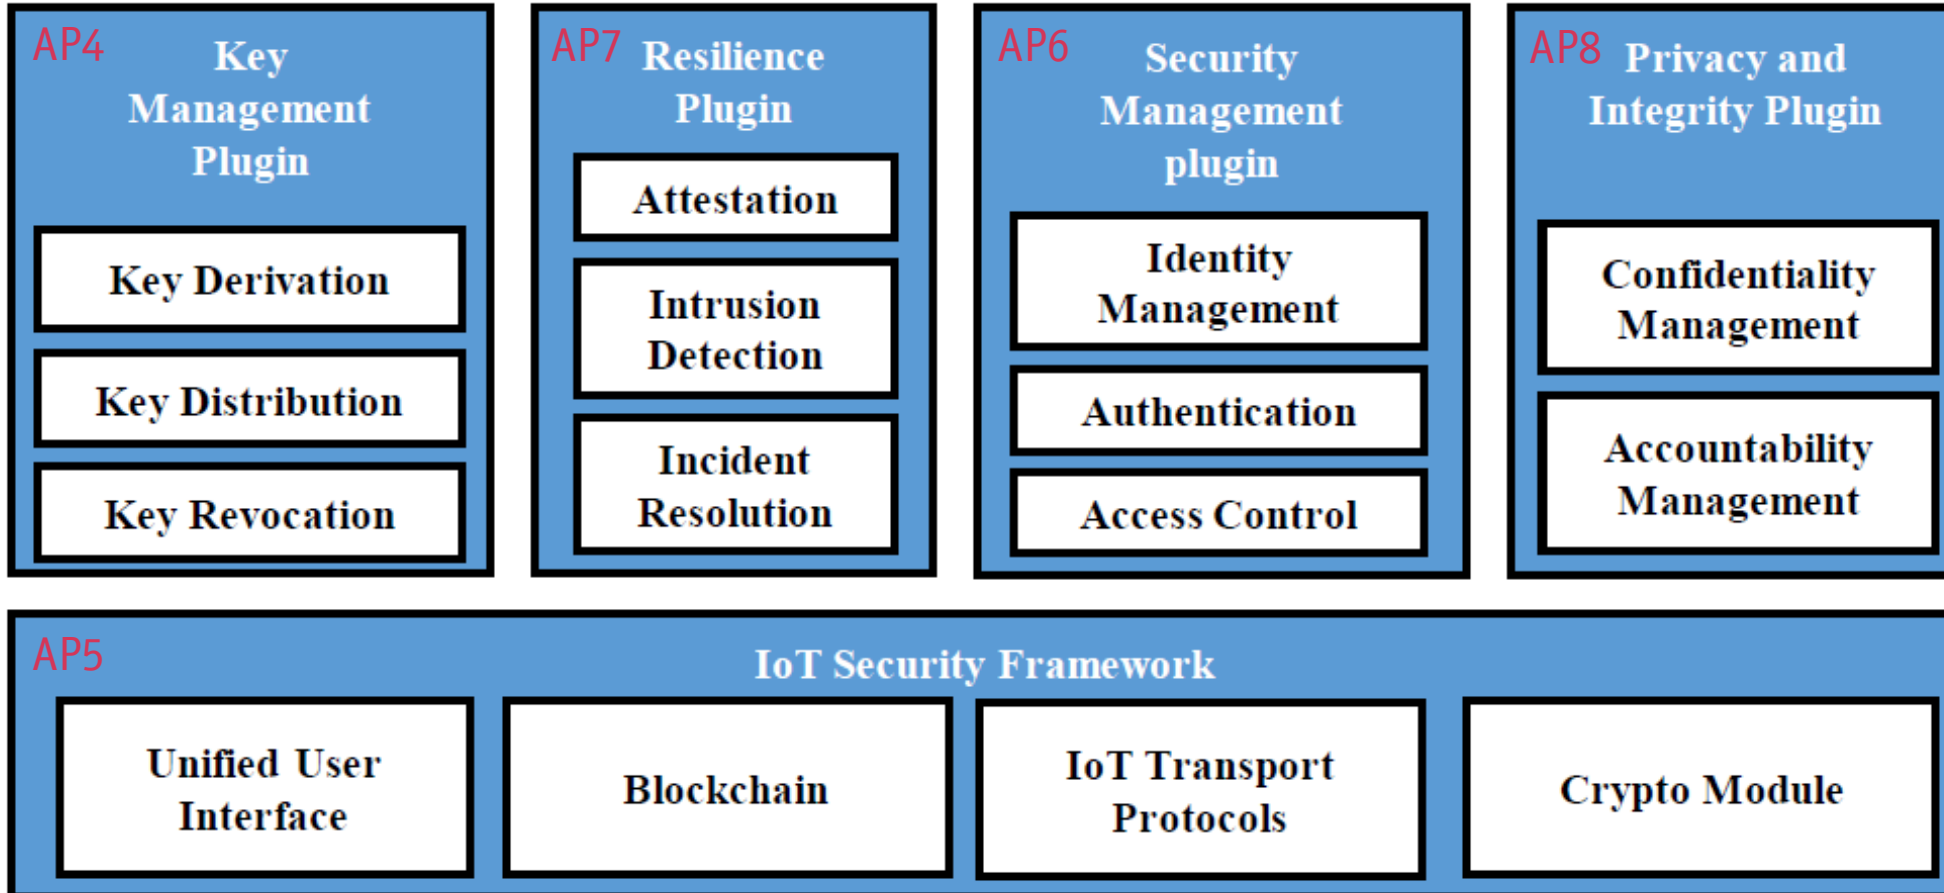 AP4
Key
Management
Plugin
Key Derivation
Key Distribution
Key Revocation
AP7
Resilience
Plugin
Attestation
Intrusion
Detection
Incident
Resolution
AP6
Security
Management
plugin
Identity
Management
Authentication
Access Control
AP8
Privacy and
Integrity Plugin
Confidentiality
Management
Accountability
Management
AP5
IoT Security Framework
Unified User
Interface
Blockchain
IoT Transport
Protocols
Crypto Module